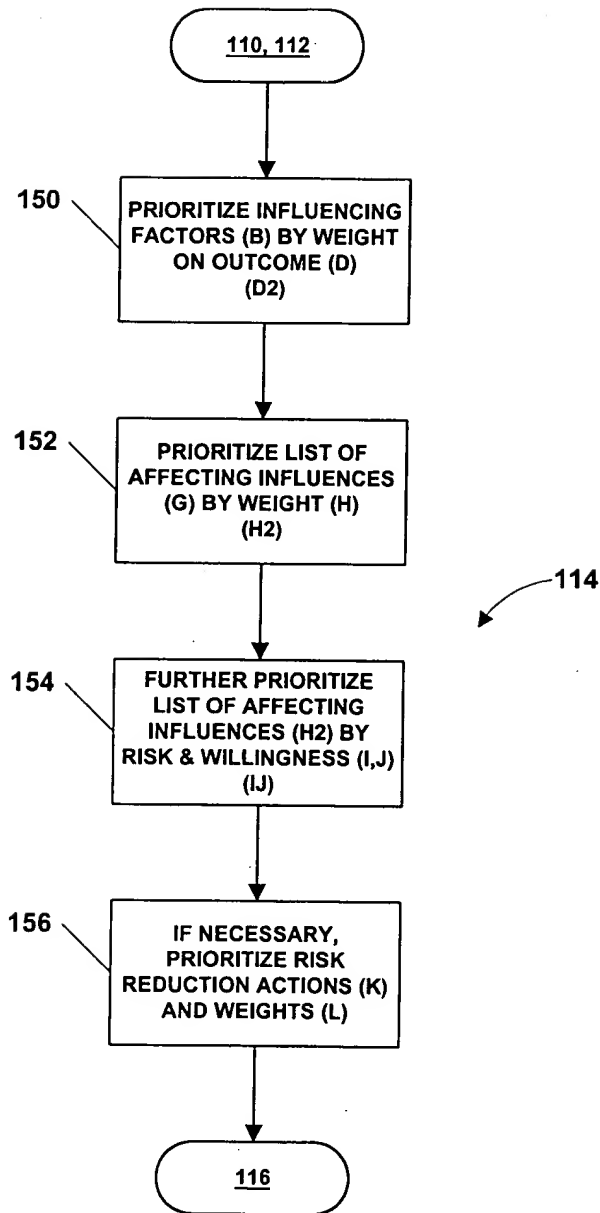 110, 112
150
PRIORITIZE INFLUENCING
FACTORS (B) BY WEIGHT
ON OUTCOME (D)
(D2)
152
PRIORITIZE LIST OF
AFFECTING INFLUENCES
(G) BY WEIGHT (H)
(H2)
114
154
FURTHER PRIORITIZE
LIST OF AFFECTING
INFLUENCES (H2) BY
RISK & WILLINGNESS (I,J)
(IJ)
156
IF NECESSARY,
PRIORITIZE RISK
REDUCTION ACTIONS (K)
AND WEIGHTS (L)
116